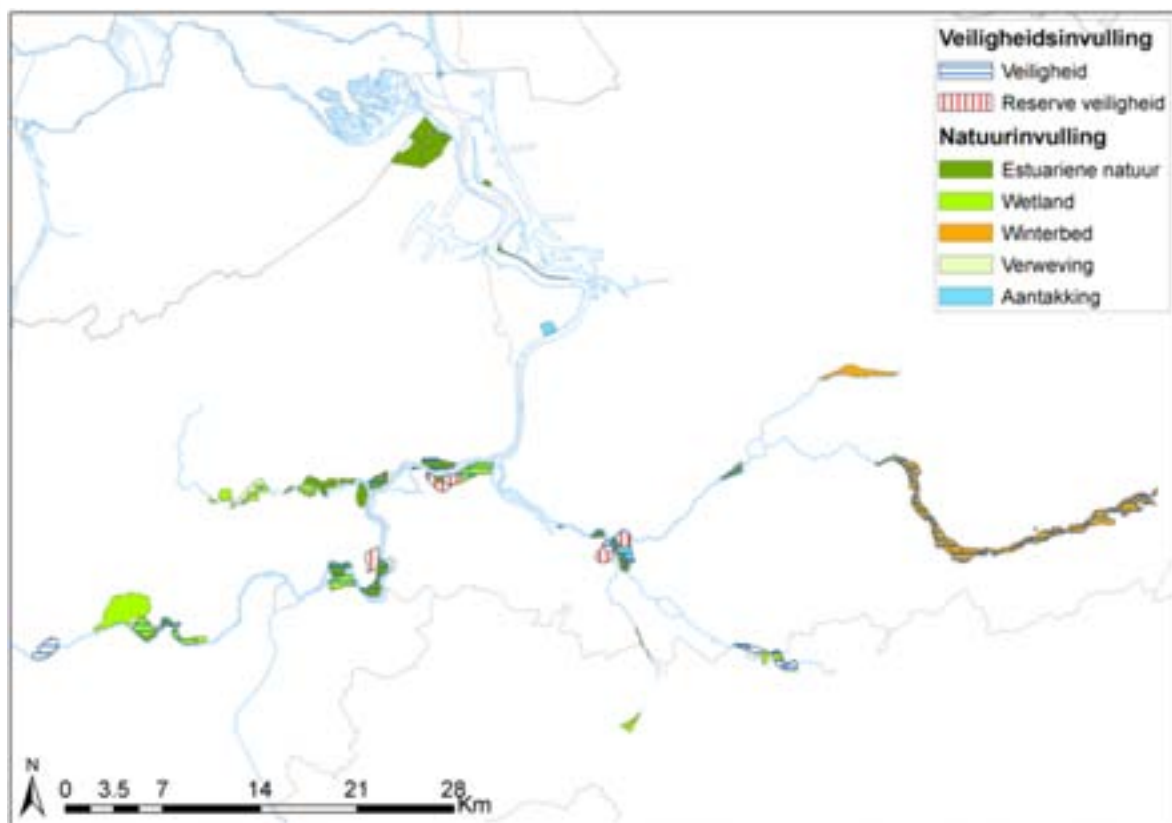 Veiligheidsinvulling
Veiligheid
Reserve veiligheid
Natuurinvulling
Estuariene natuur
Wetland
Winterbed
Verweving
Aantakking
N
0 3.5 7 14 21 28 Km